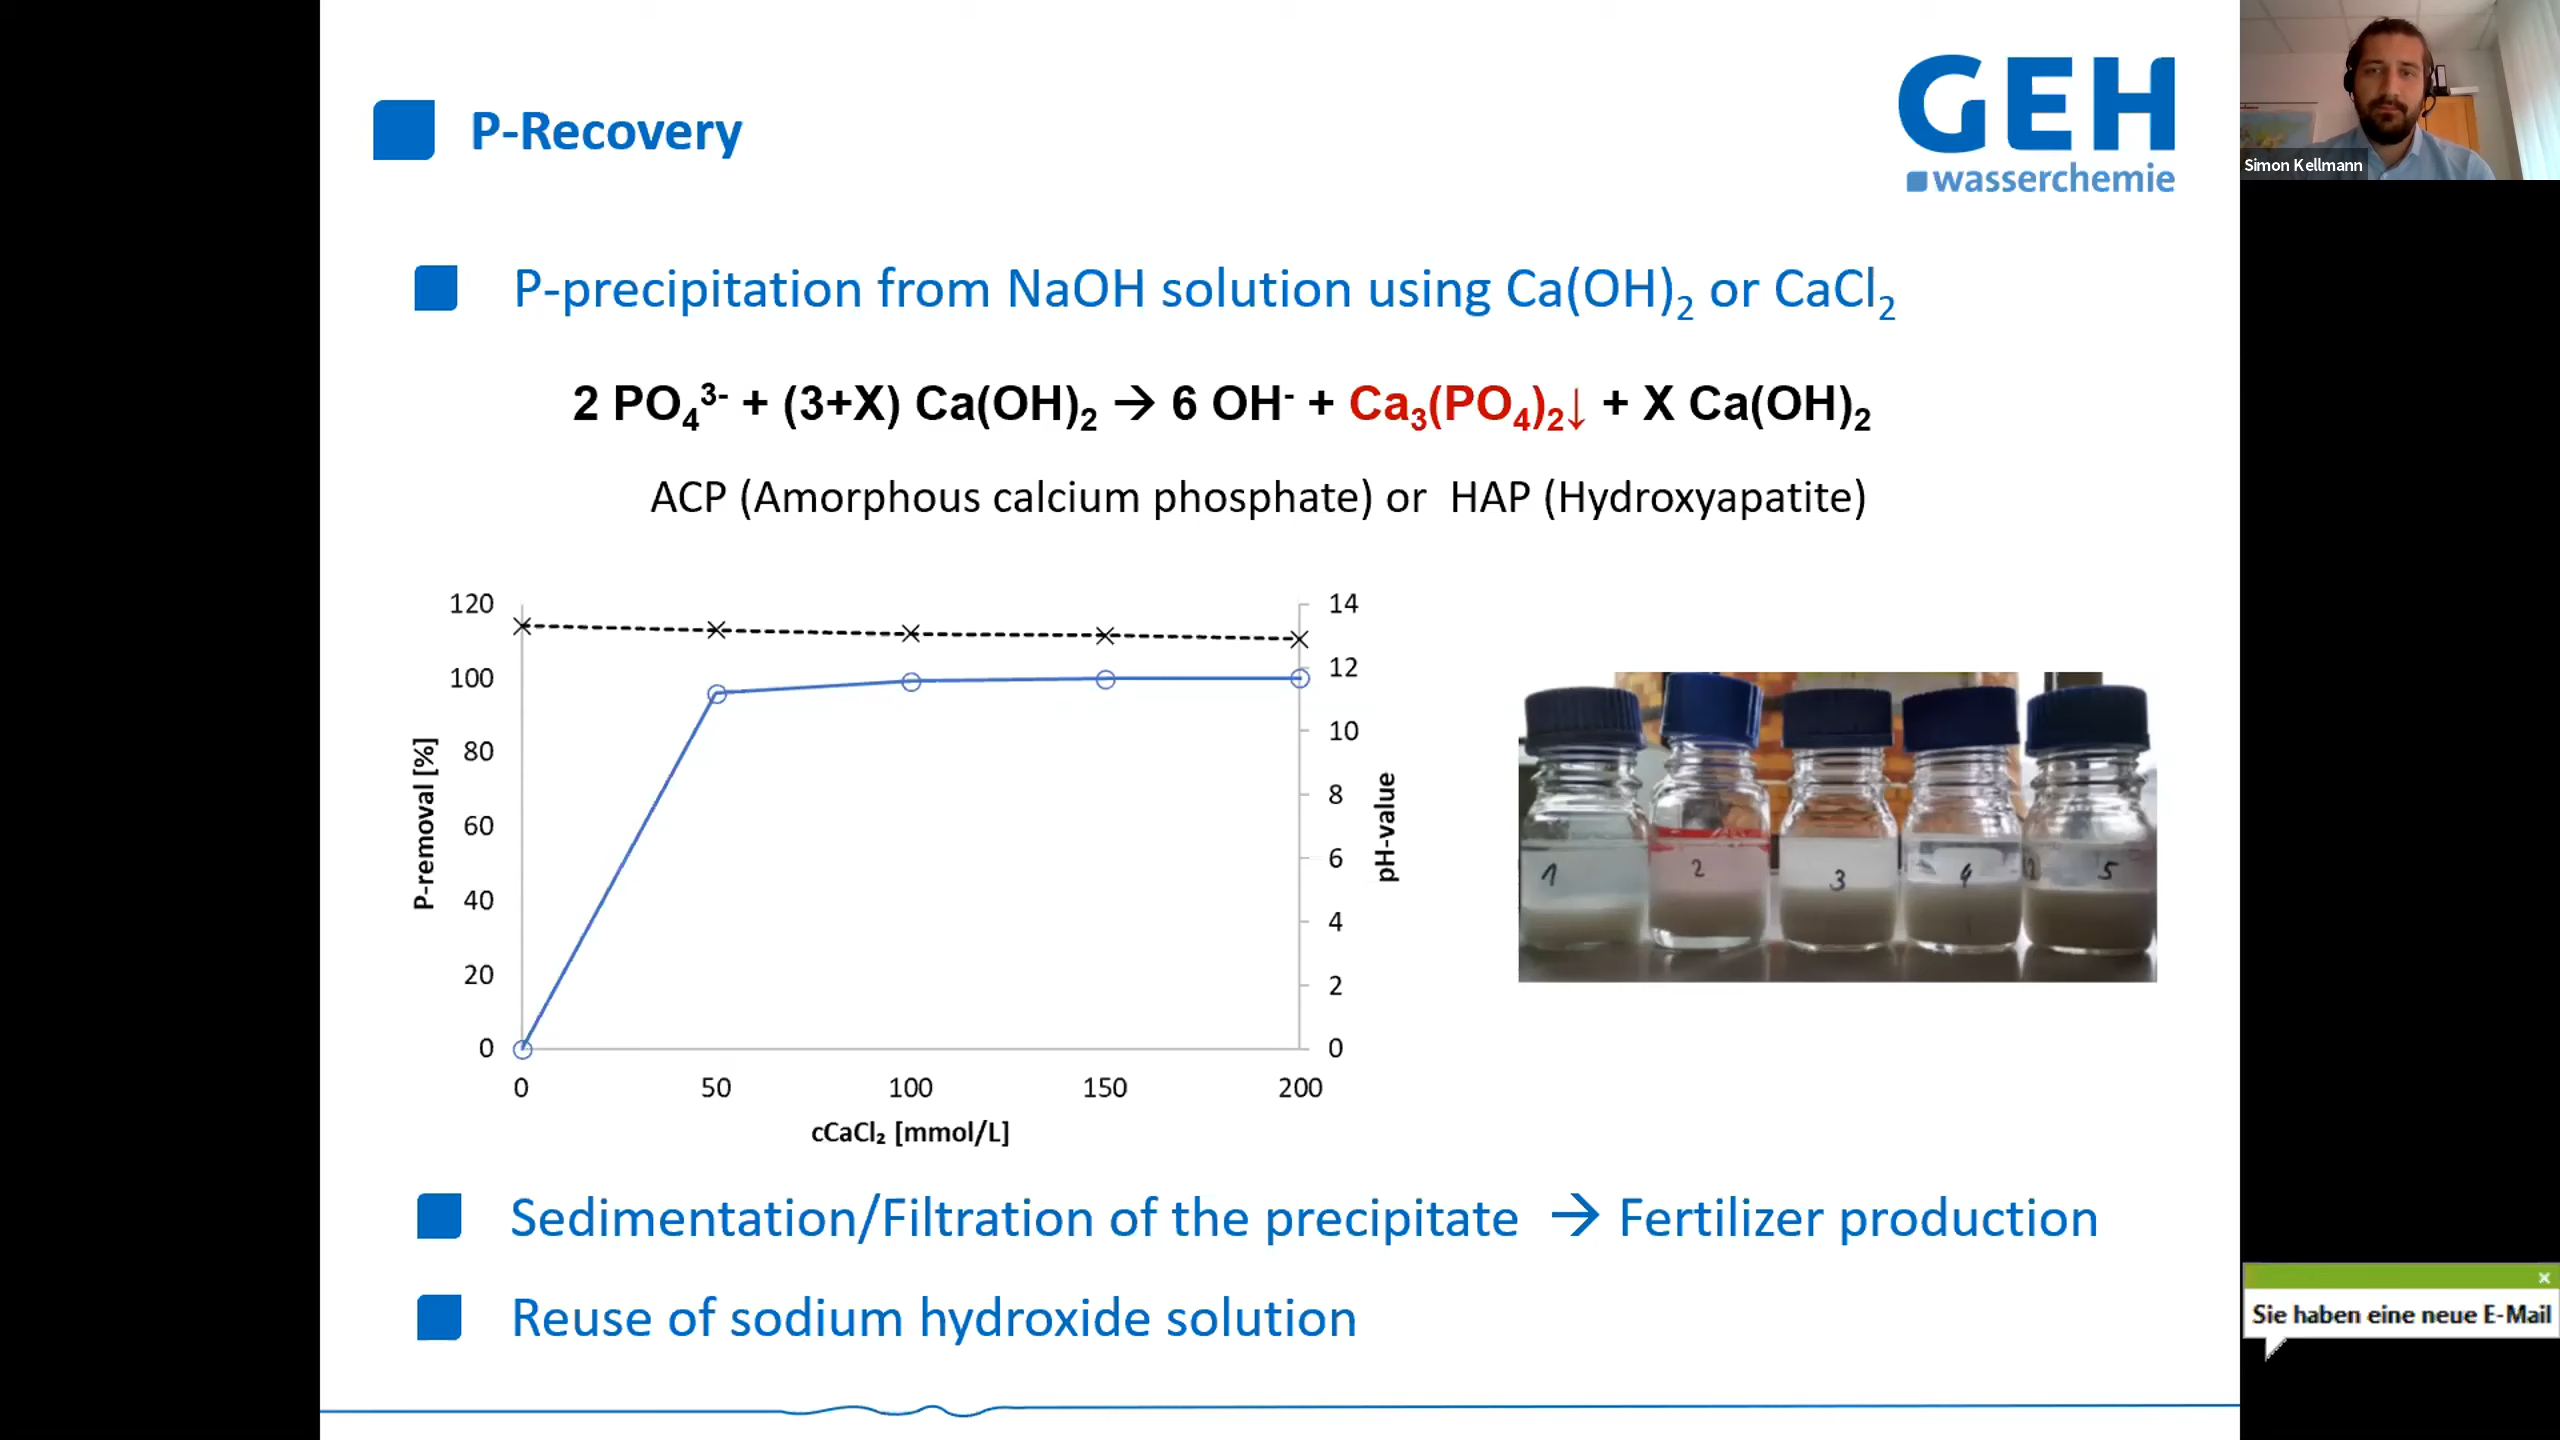 P-Recovery
GEH
wasserchemie
Simon Kellmann
P-precipitation from NaOH solution using Ca(OH)₂ or CaCl₂
2 PO₄³⁻ + (3+X) Ca(OH)₂ → 6 OH⁻ + Ca₃(PO₄)₂↓ + X Ca(OH)₂
ACP (Amorphous calcium phosphate) or HAP (Hydroxyapatite)
P-removal [%]
120
100
80
60
40
20
0
14
12
10
8
6
4
2
0
pH-value
0 50 100 150 200
cCaCl₂ [mmol/L]
1 2 3 4 5
Sedimentation/Filtration of the precipitate → Fertilizer production
Reuse of sodium hydroxide solution
Sie haben eine neue E-Mail